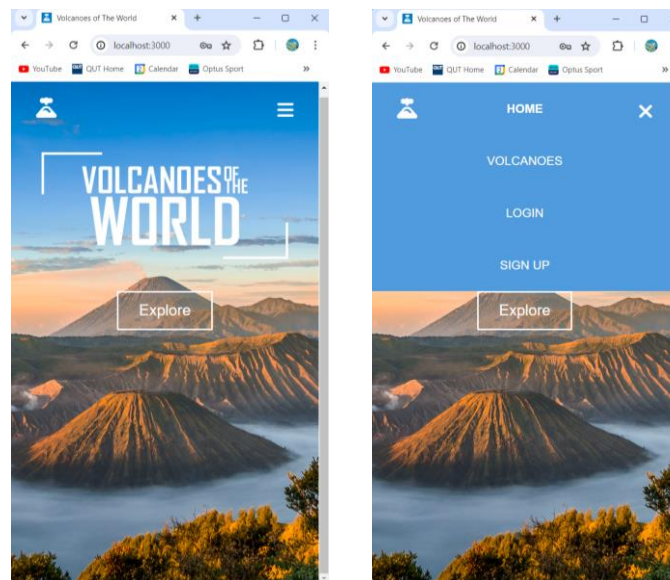 Volcanoes of The World
localhost:3000
YouTube QUT Home Calendar Optus Sport
VOLCANOES OF THE
WORLD
Explore
Volcanoes of The World
localhost:3000
YouTube QUT Home Calendar Optus Sport
HOME
VOLCANOES
LOGIN
SIGN UP
Explore